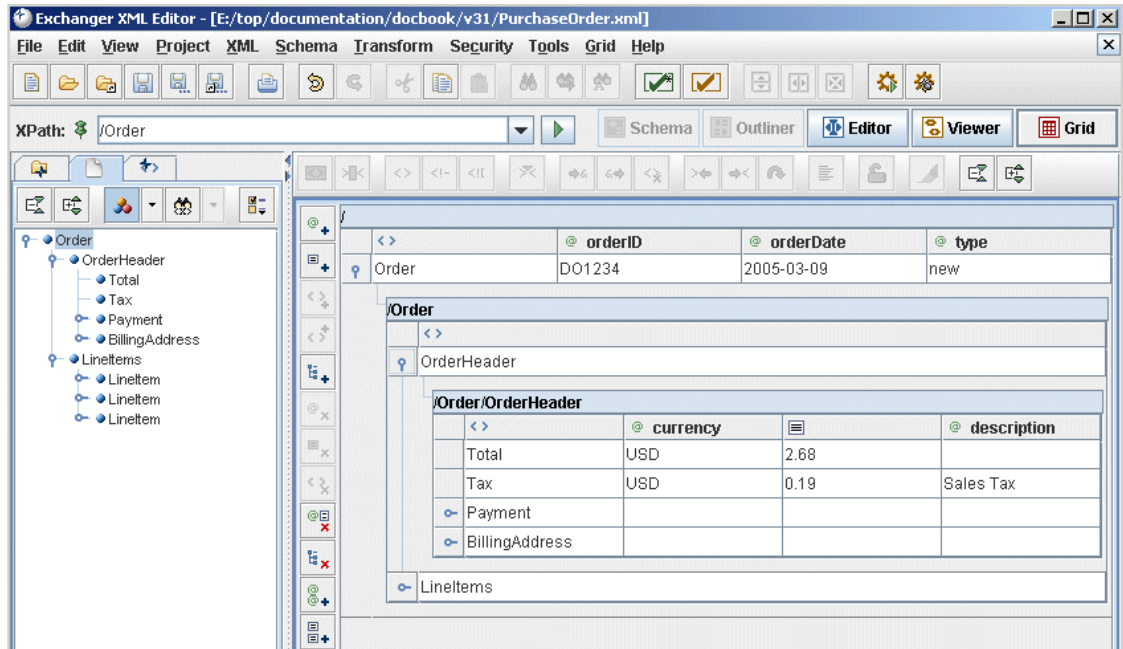 Exchanger XML Editor - [E:/top/documentation/docbook/v31/PurchaseOrder.xml]
File Edit View Project XML Schema Transform Security Tools Grid Help
XPath: /Order Schema Outliner Editor Viewer Grid
Order
OrderHeader
Total
Tax
Payment
BillingAddress
LineItems
LineItem
LineItem
LineItem
/
<> @ orderID @ orderDate @ type
Order DO1234 2005-03-09 new
/Order
<>
OrderHeader
/Order/OrderHeader
<> @ currency @ description
Total USD 2.68
Tax USD 0.19 Sales Tax
Payment
BillingAddress
LineItems